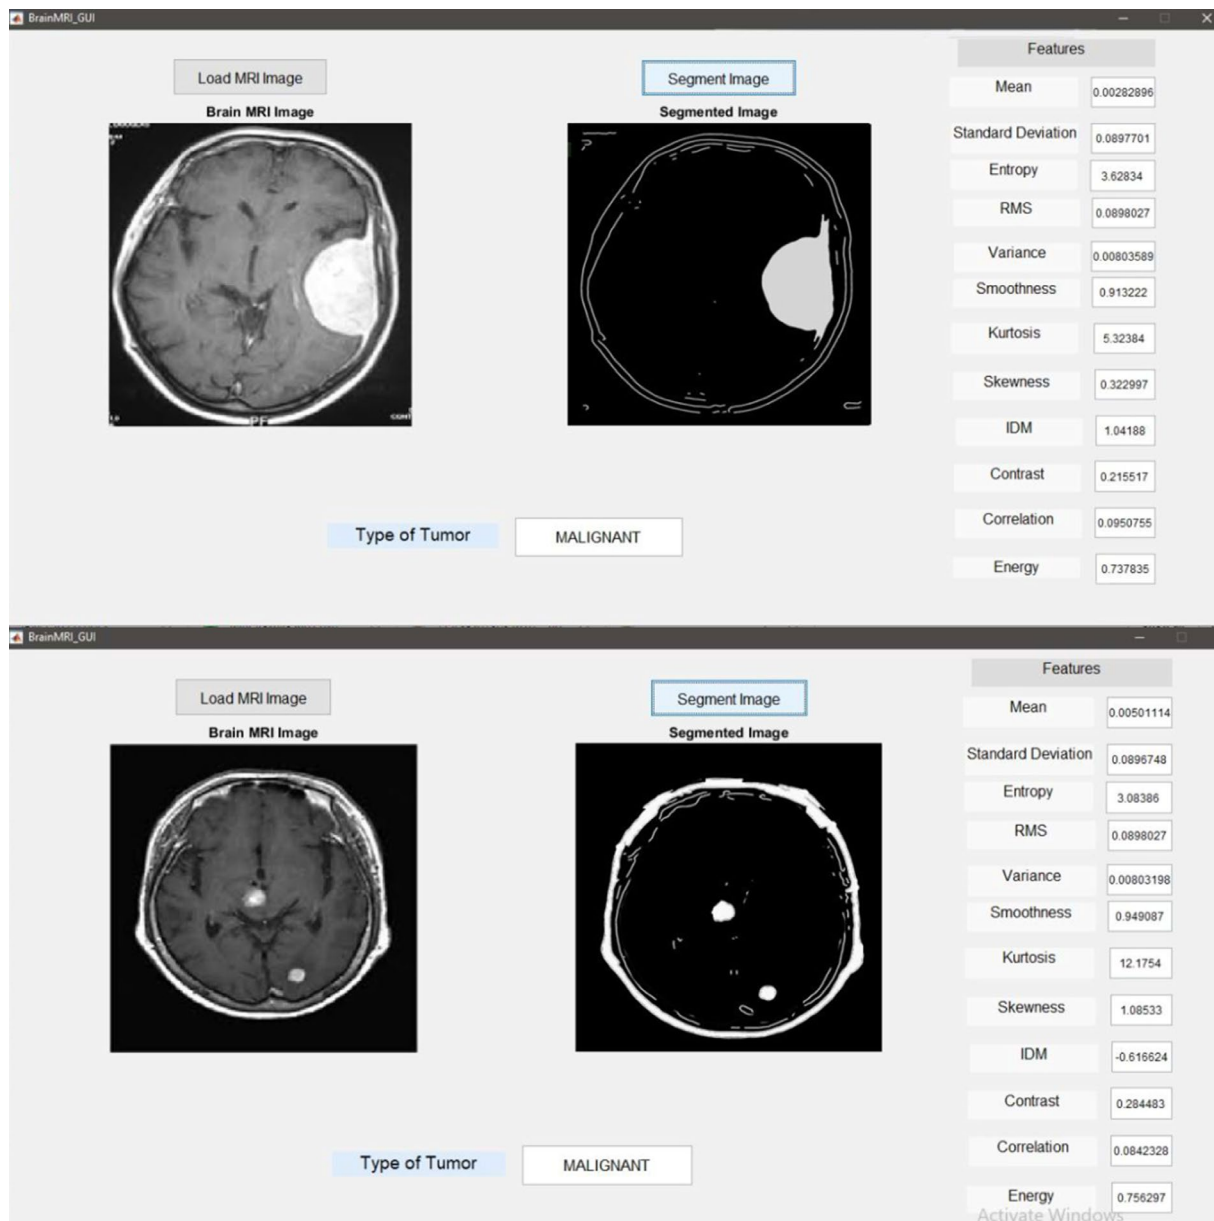 BrainMRI_GUI
Load MRI Image
Segment Image
Brain MRI Image
Segmented Image
PF
Features
Mean 0.00282896
Standard Deviation 0.0897701
Entropy 3.62834
RMS 0.0898027
Variance 0.00803589
Smoothness 0.913222
Kurtosis 5.32384
Skewness 0.322997
IDM 1.04188
Contrast 0.215517
Correlation 0.0950755
Energy 0.737835
Type of Tumor MALIGNANT
BrainMRI_GUI
Load MRI Image
Segment Image
Brain MRI Image
Segmented Image
Features
Mean 0.00501114
Standard Deviation 0.0896748
Entropy 3.08386
RMS 0.0898027
Variance 0.00803198
Smoothness 0.949087
Kurtosis 12.1754
Skewness 1.08533
IDM -0.616624
Contrast 0.284483
Correlation 0.0842328
Energy 0.756297
Type of Tumor MALIGNANT
Activate Windows